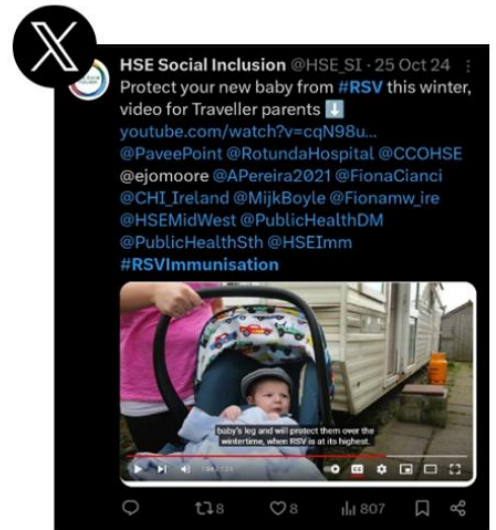 HSE Social Inclusion @HSE_SI · 25 Oct 24
Protect your new baby from #RSV this winter,
video for Traveller parents ⬇️
youtube.com/watch?v=cqN98u...
@PaveePoint @RotundaHospital @CCOHSE
@ejomoore @APereira2021 @FionaCianci
@CHI_Ireland @MijkBoyle @Fionamw_ire
@HSEMidWest @PublicHealthDM
@PublicHealthSth @HSEImm
#RSVImmunisation
baby's leg and will protect them over the
wintertime, when RSV is at its highest.
8
8
807